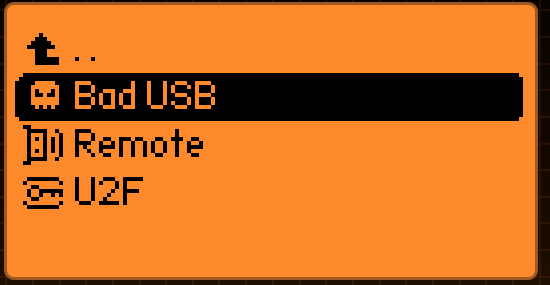 ..
Bad USB
Remote
U2F